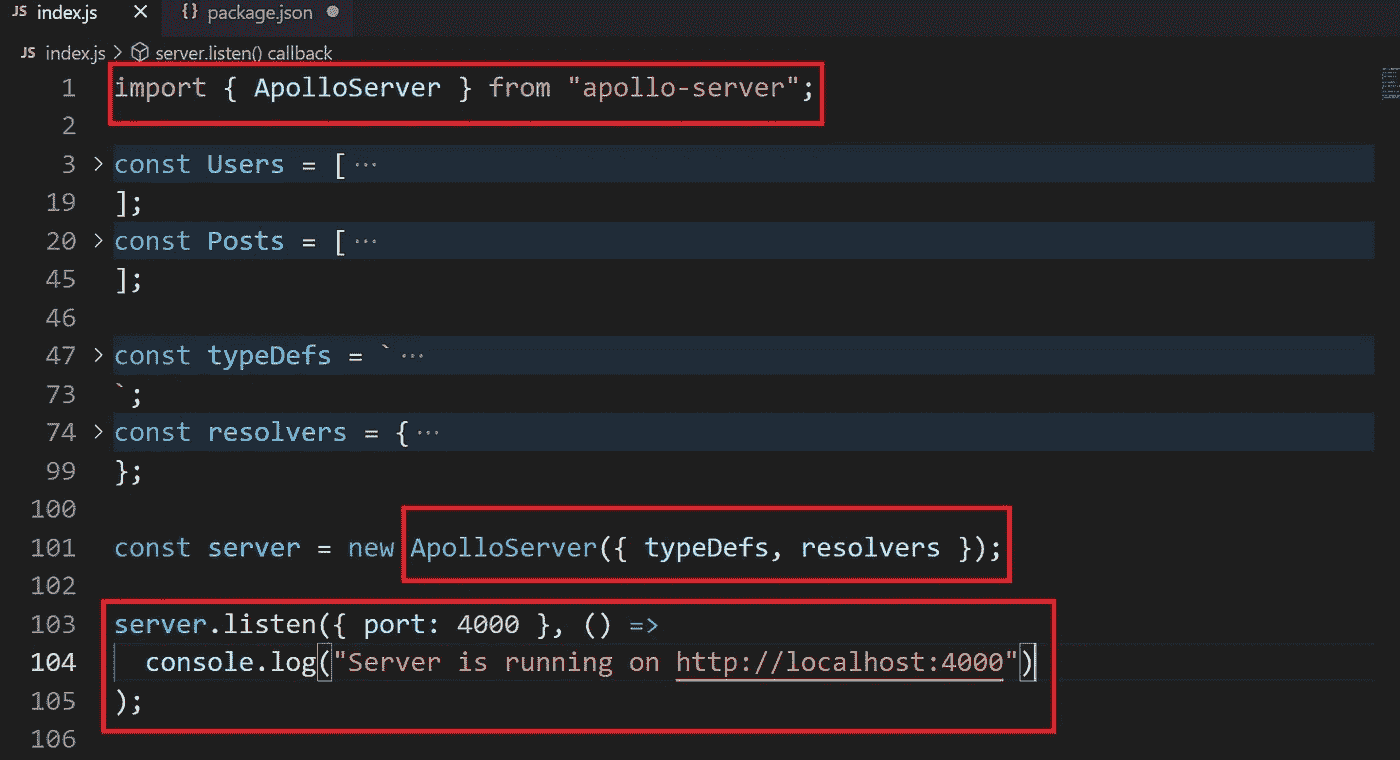 JS index.js × {} package.json ●
JS index.js > server.listen() callback
1 import { ApolloServer } from "apollo-server";
2
3 > const Users = [ ···
19 ];
20 > const Posts = [ ···
45 ];
46
47 > const typeDefs = ` ···
73 `;
74 > const resolvers = { ···
99 };
100
101 const server = new ApolloServer({ typeDefs, resolvers });
102
103 server.listen({ port: 4000 }, () =>
104 console.log("Server is running on http://localhost:4000")
105 );
106